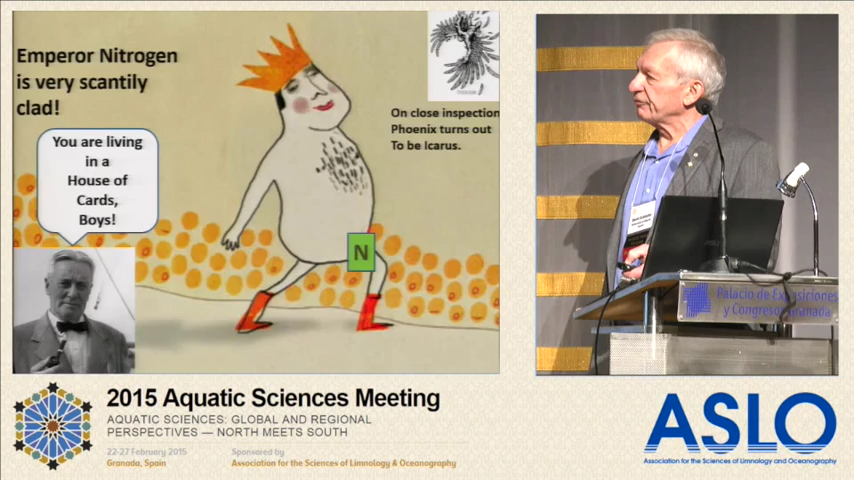 Emperor Nitrogen
is very scantily
clad!
On close inspection
Phoenix turns out
To be Icarus.
You are living
in a
House of
Cards,
Boys!
N
Palacio de Exposiciones
y Congresos Granada
2015 Aquatic Sciences Meeting
AQUATIC SCIENCES: GLOBAL AND REGIONAL
PERSPECTIVES — NORTH MEETS SOUTH
22-27 February 2015
Granada, Spain
Sponsored by
Association for the Sciences of Limnology & Oceanography
ASLO
Association for the Sciences of Limnology and Oceanography